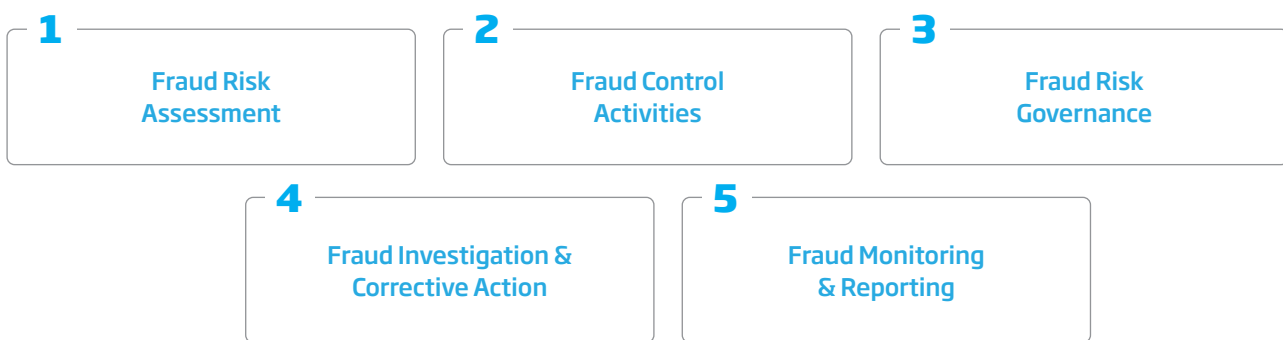 1
Fraud Risk
Assessment
2
Fraud Control
Activities
3
Fraud Risk
Governance
4
Fraud Investigation &
Corrective Action
5
Fraud Monitoring
& Reporting